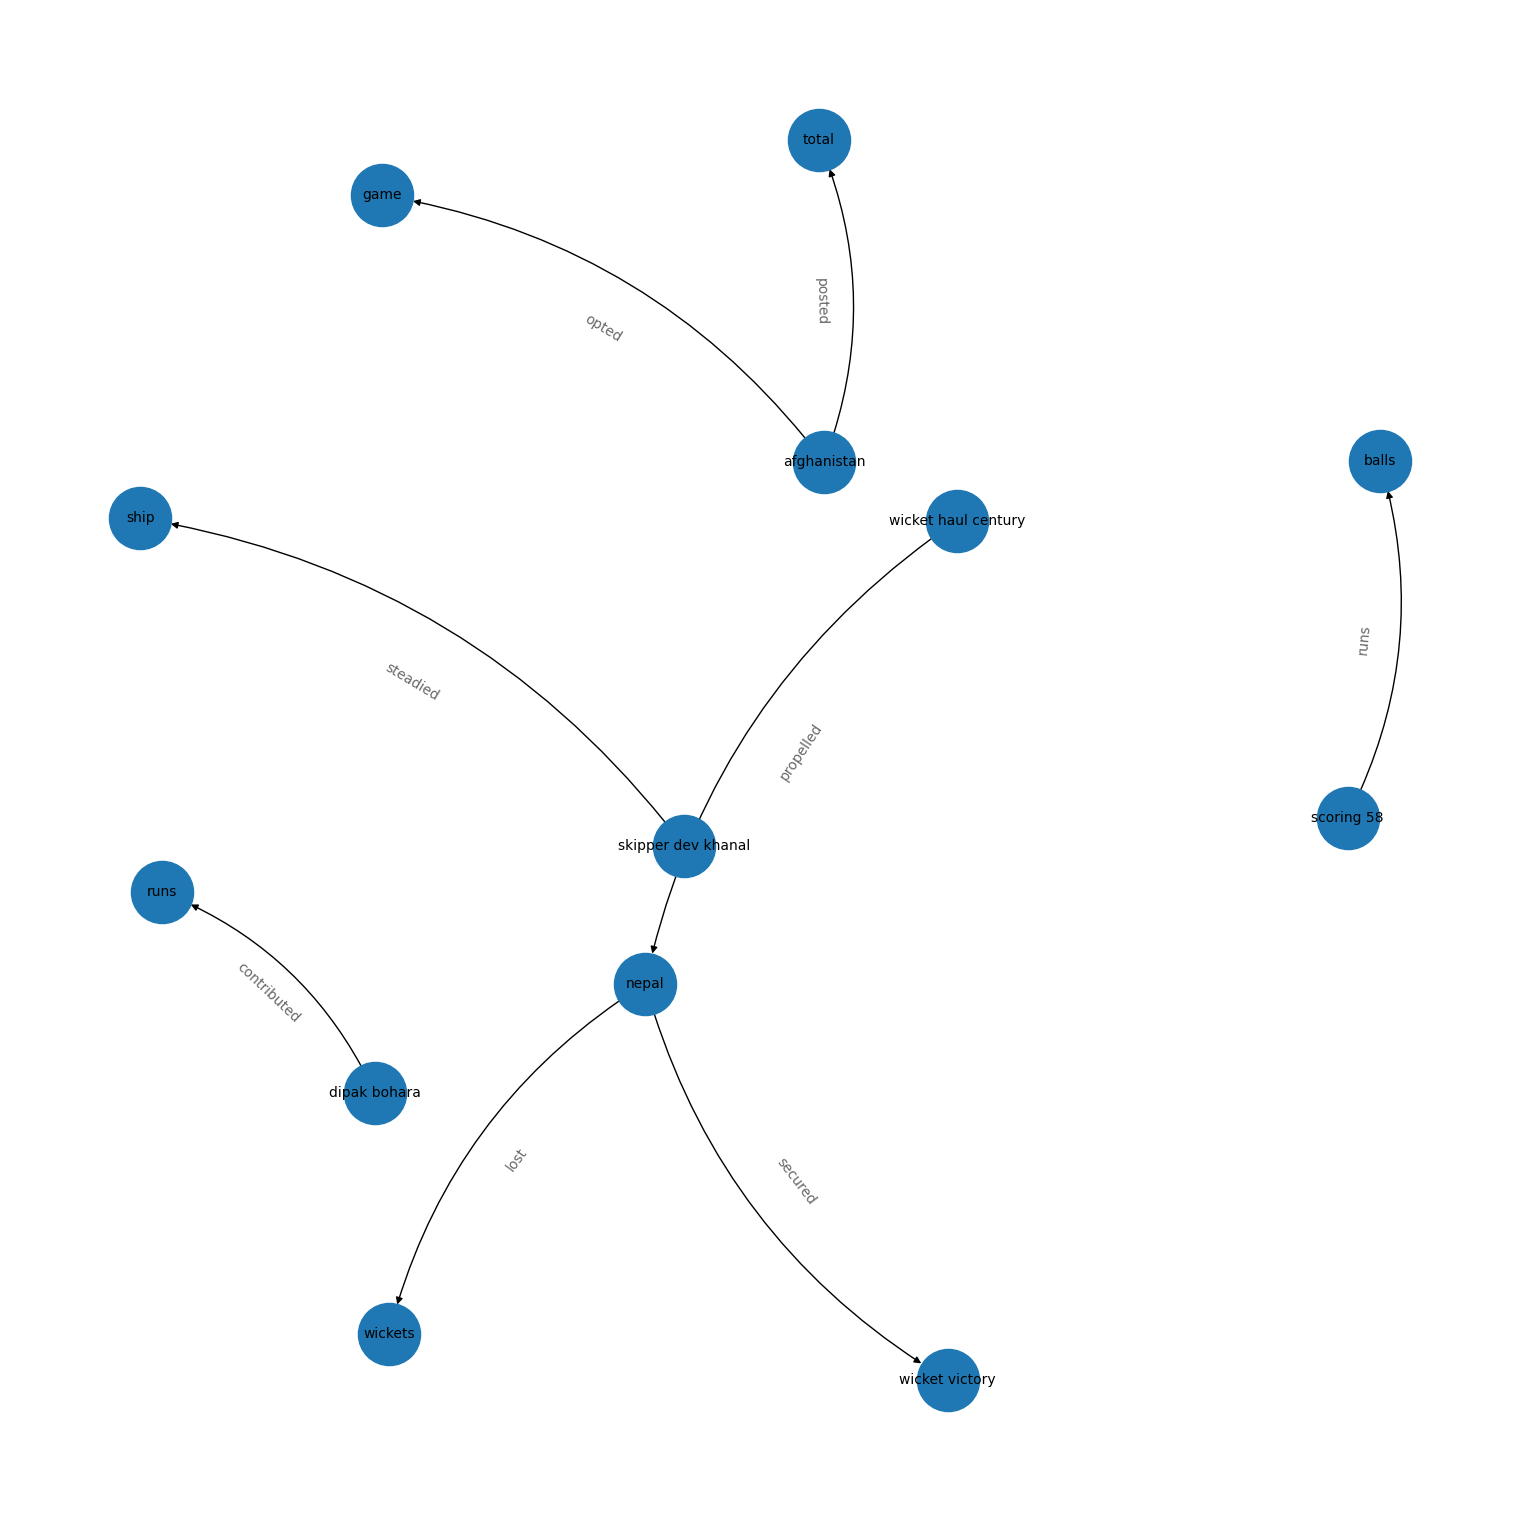 total
game
posted
opted
afghanistan
balls
ship
wicket haul century
runs
steadied
propelled
scoring 58
skipper dev khanal
runs
nepal
contributed
dipak bohara
lost
secured
wickets
wicket victory